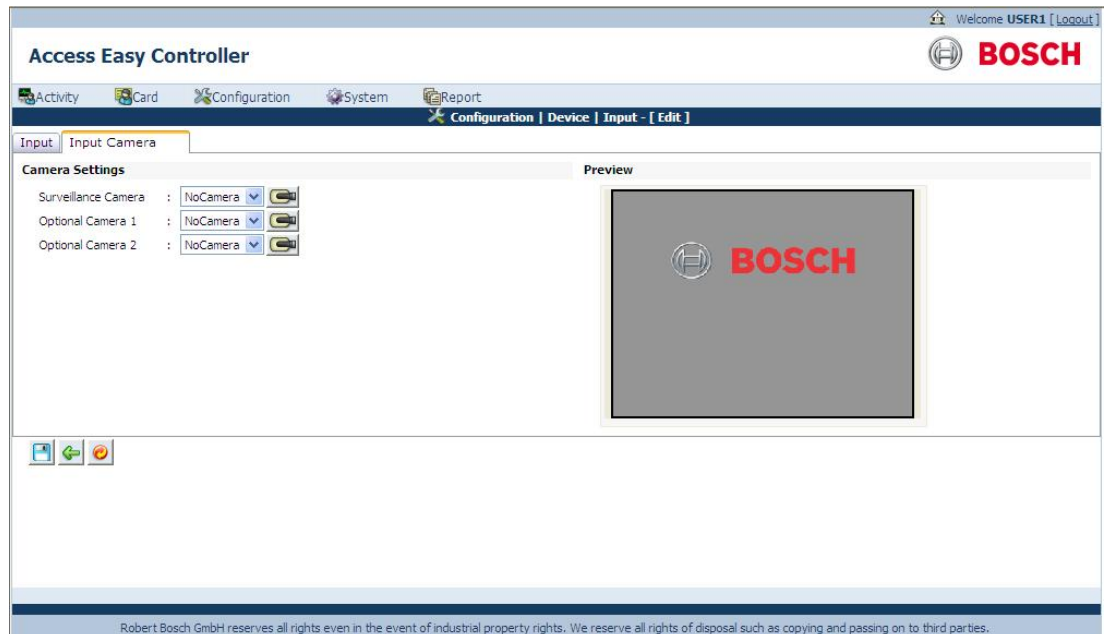 Welcome USER1 [ Logout ]
Access Easy Controller
BOSCH
Activity Card Configuration System Report
Configuration | Device | Input - [ Edit ]
Input Input Camera
Camera Settings
Surveillance Camera : NoCamera
Optional Camera 1 : NoCamera
Optional Camera 2 : NoCamera
Preview
BOSCH
Robert Bosch GmbH reserves all rights even in the event of industrial property rights. We reserve all rights of disposal such as copying and passing on to third parties.